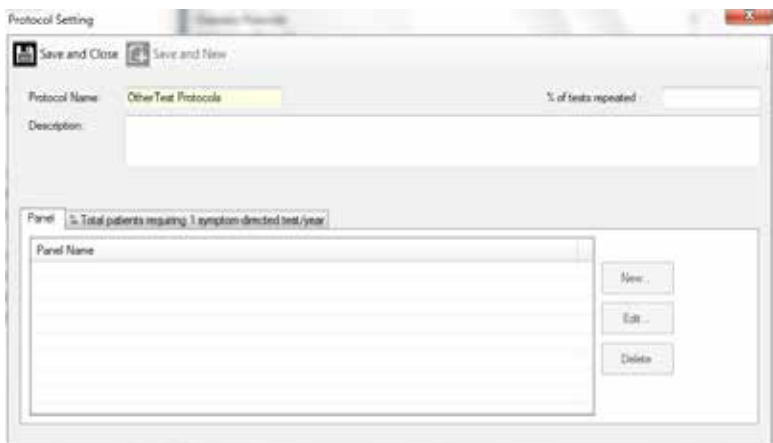 Protocol Setting
Save and Close Save and New
Protocol Name: OtherTest Protocols % of tests repeated :
Description:
Panel % Total patients requiring 1 symptom-directed test/year
Panel Name
New...
Edit...
Delete